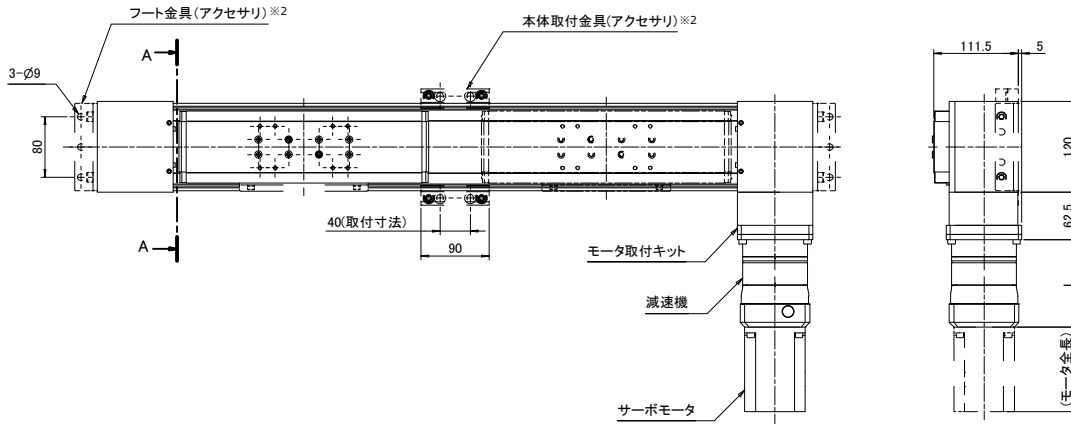 フート金具(アクセサリ)※2
本体取付金具(アクセサリ)※2
A
3-Ø9
80
A
40(取付寸法)
90
モータ取付キット
減速機
サーボモータ
111.5
5
120
62.5
L
(モータ全長)